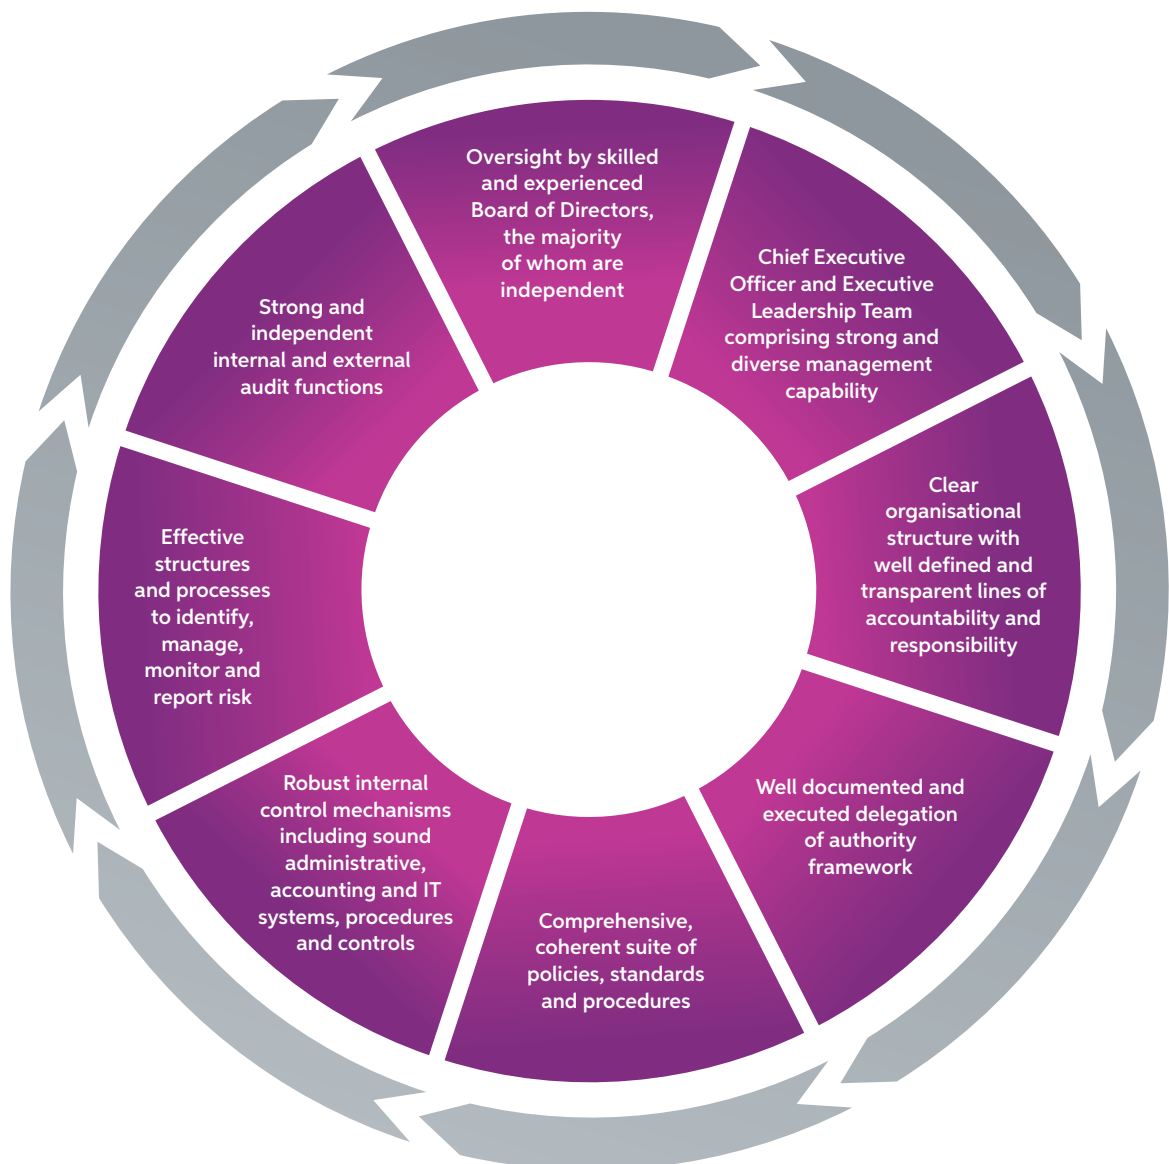 Oversight by skilled
and experienced
Board of Directors,
the majority
of whom are
independent
Chief Executive
Officer and Executive
Leadership Team
comprising strong and
diverse management
capability
Clear
organisational
structure with
well defined and
transparent lines of
accountability and
responsibility
Well documented and
executed delegation
of authority
framework
Comprehensive,
coherent suite of
policies, standards
and procedures
Robust internal
control mechanisms
including sound
administrative,
accounting and IT
systems, procedures
and controls
Effective
structures
and processes
to identify,
manage,
monitor and
report risk
Strong and
independent
internal and external
audit functions